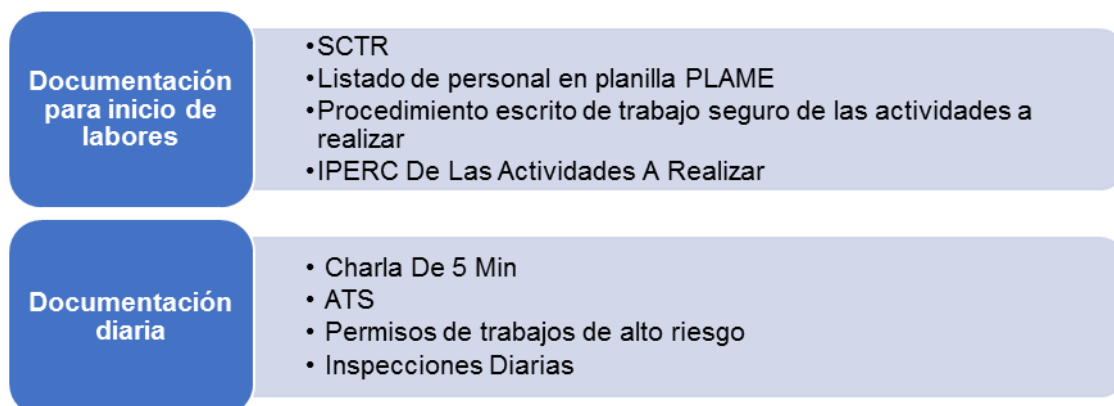 Documentación
para inicio de
labores
•SCTR
•Listado de personal en planilla PLAME
•Procedimiento escrito de trabajo seguro de las actividades a
realizar
•IPERC De Las Actividades A Realizar
Documentación
diaria
• Charla De 5 Min
• ATS
• Permisos de trabajos de alto riesgo
• Inspecciones Diarias